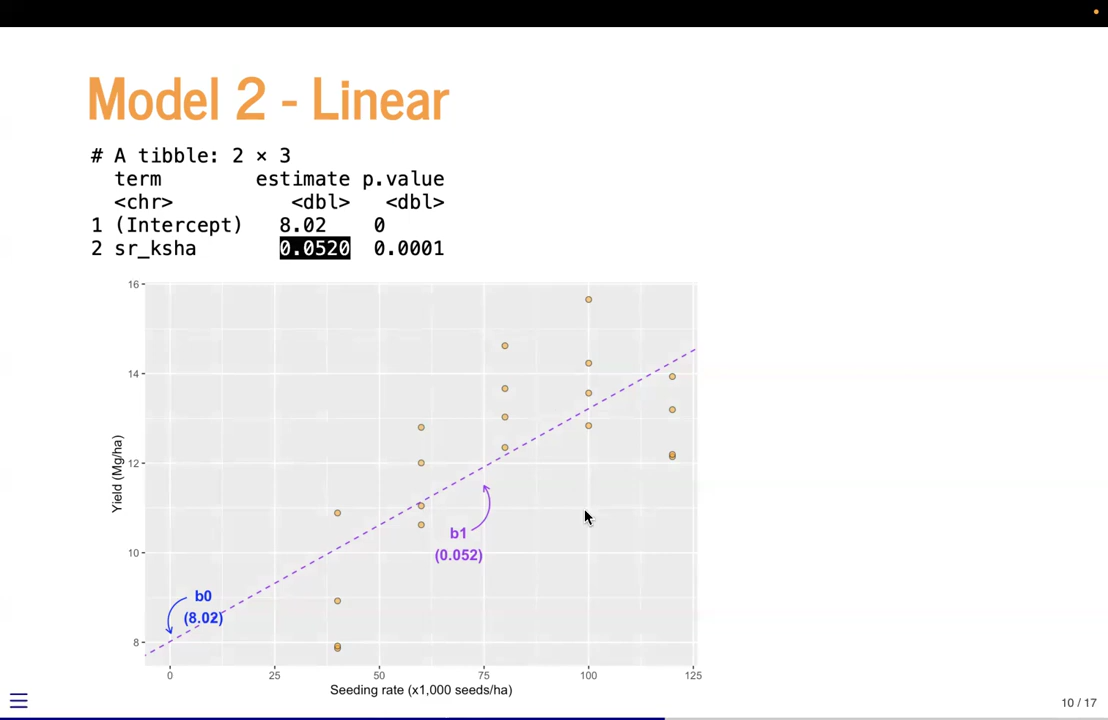 Model 2 - Linear
# A tibble: 2 × 3
term estimate p.value
<chr> <dbl> <dbl>
1 (Intercept) 8.02 0
2 sr_ksha 0.0520 0.0001
16
14
12
10
8
Yield (Mg/ha)
b1
(0.052)
b0
(8.02)
0 25 50 75 100 125
Seeding rate (x1,000 seeds/ha)
10 / 17